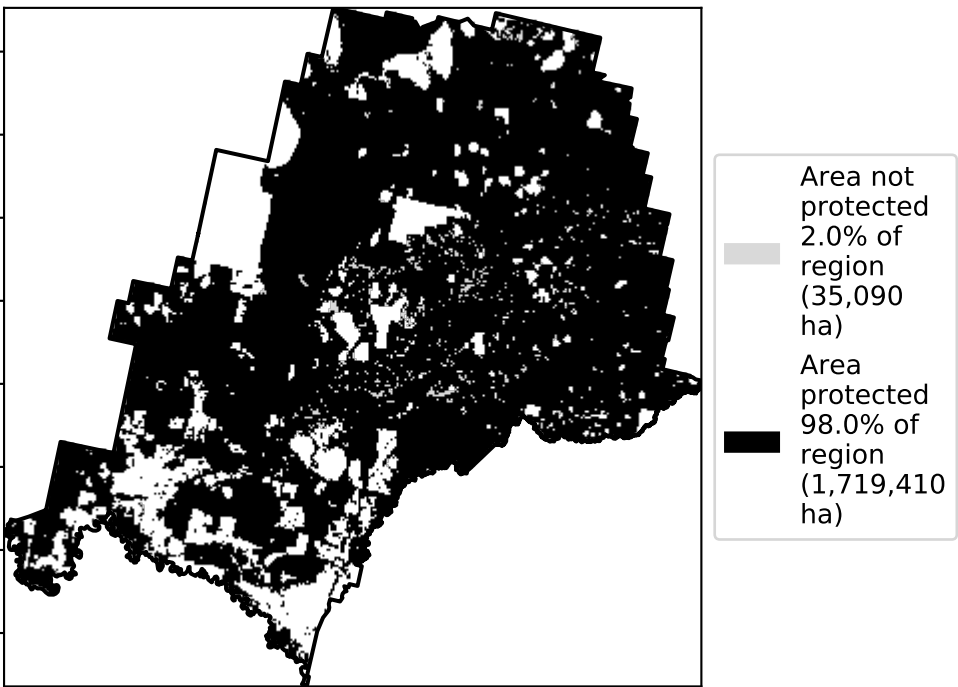 Area not
protected
2.0% of
region
(35,090
ha)
Area
protected
98.0% of
region
(1,719,410
ha)